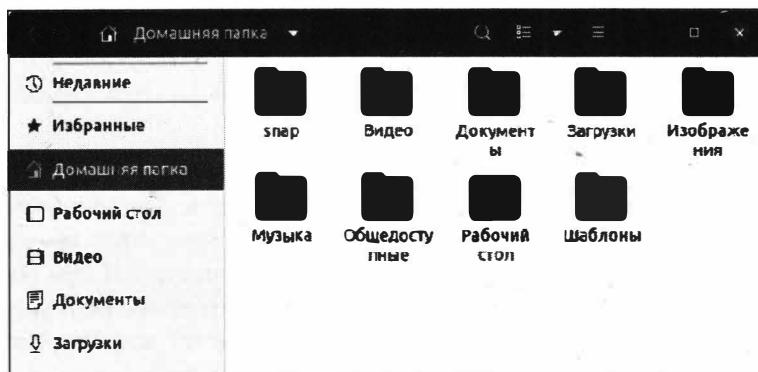 Домашняя папка
Недавние
Избранные
Домашняя папка
Рабочий стол
Видео
Документы
Загрузки
snap
Видео
Документ
ы
Загрузки
Изображе
ния
Музыка
Общедосту
пные
Рабочий
стол
Шаблоны